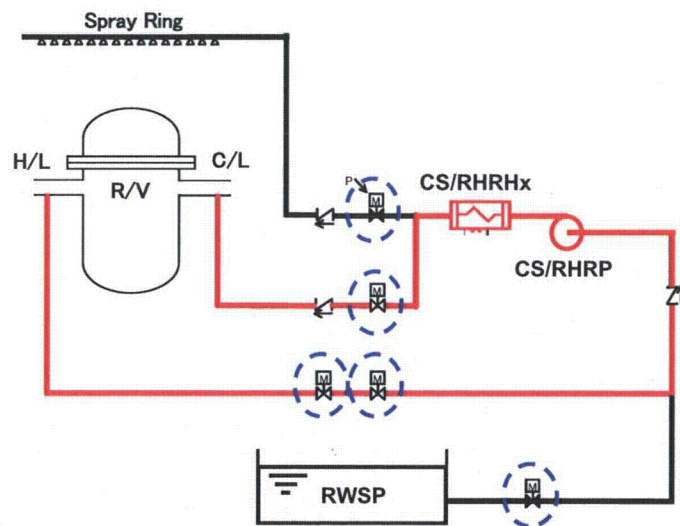 Spray Ring
H/L
C/L
R/V
P
M
CS/RHRHx
CS/RHRP
M
M
M
RWSP
M